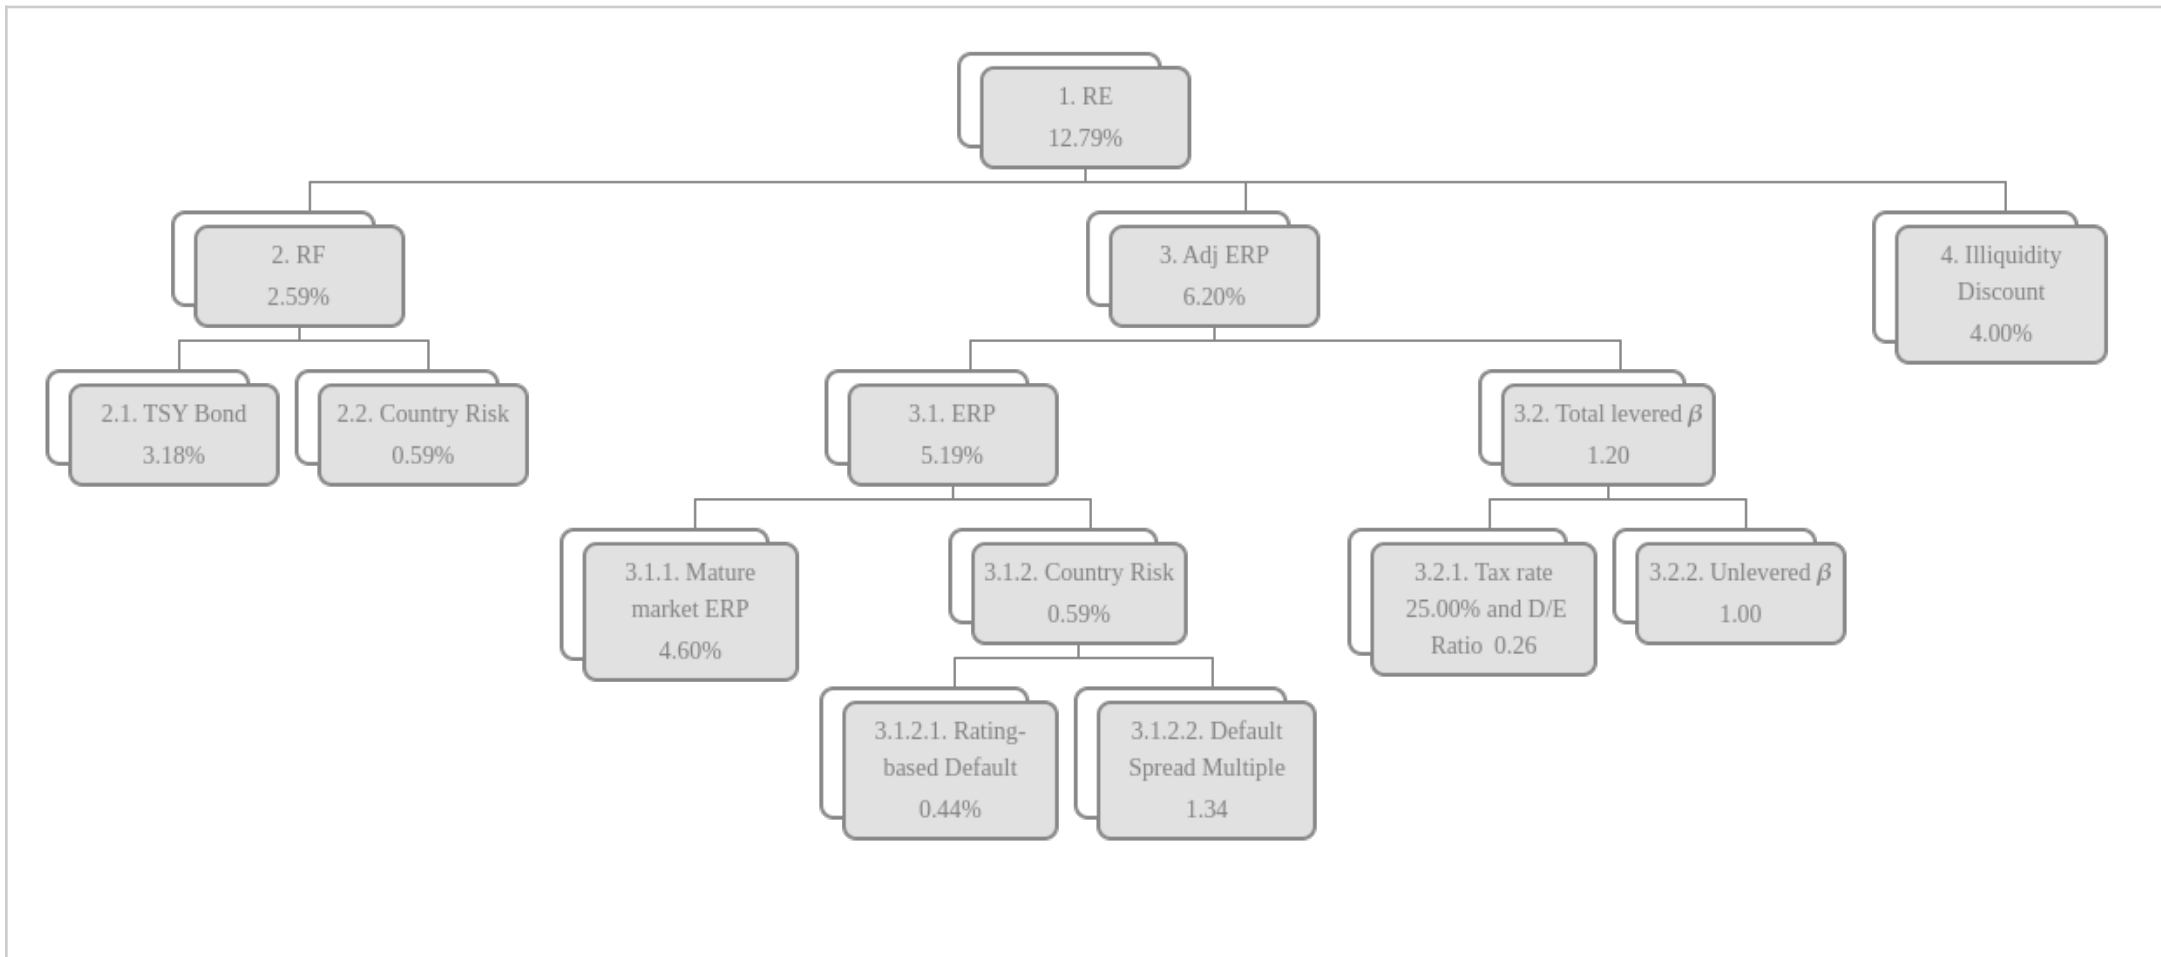 1. RE
12.79%
2. RF
2.59%
3. Adj ERP
6.20%
4. Illiquidity
Discount
4.00%
2.1. TSY Bond
3.18%
2.2. Country Risk
0.59%
3.1. ERP
5.19%
3.2. Total levered β
1.20
3.1.1. Mature
market ERP
4.60%
3.1.2. Country Risk
0.59%
3.2.1. Tax rate
25.00% and D/E
Ratio 0.26
3.2.2. Unlevered β
1.00
3.1.2.1. Rating-
based Default
0.44%
3.1.2.2. Default
Spread Multiple
1.34